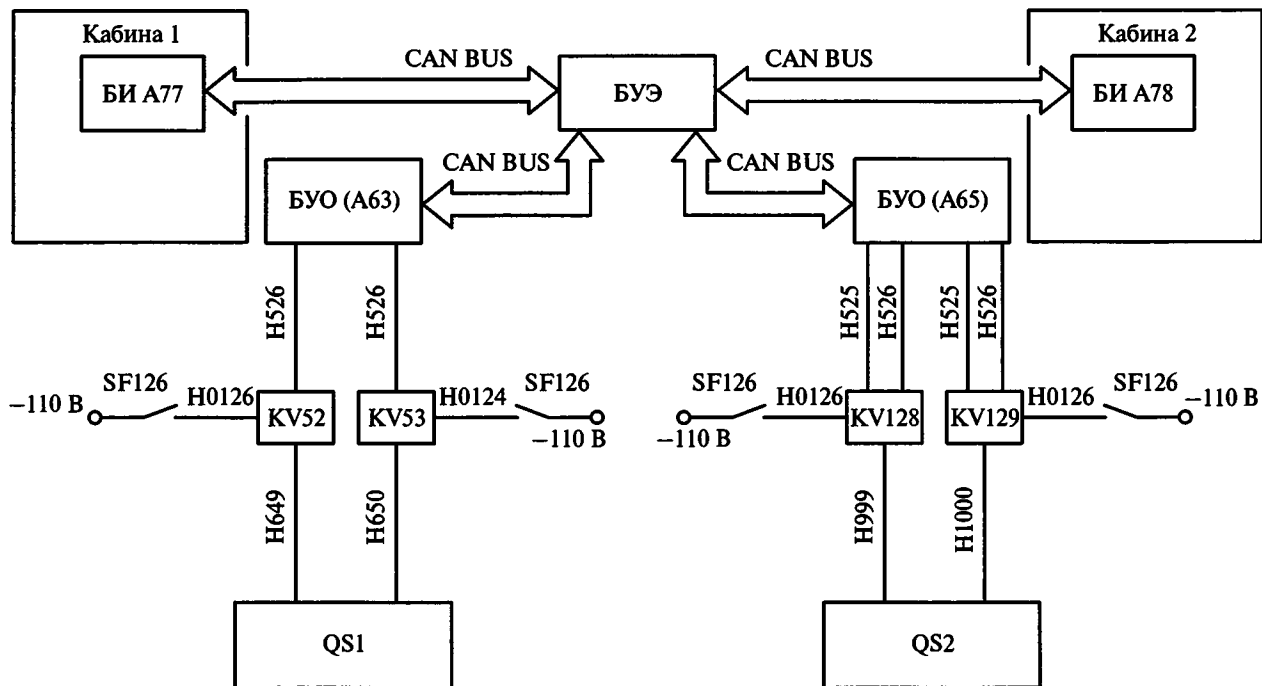 Кабина 1
БИ А77
CAN BUS
БУЭ
CAN BUS
Кабина 2
БИ А78
CAN BUS
CAN BUS
БУО (А63)
БУО (А65)
Н526
Н526
Н525
Н526
Н525
Н526
−110 В
SF126
Н0126
KV52
KV53
Н0124
SF126
−110 В
−110 В
SF126
Н0126
KV128
KV129
Н0126
SF126
−110 В
Н649
Н650
Н999
Н1000
QS1
QS2